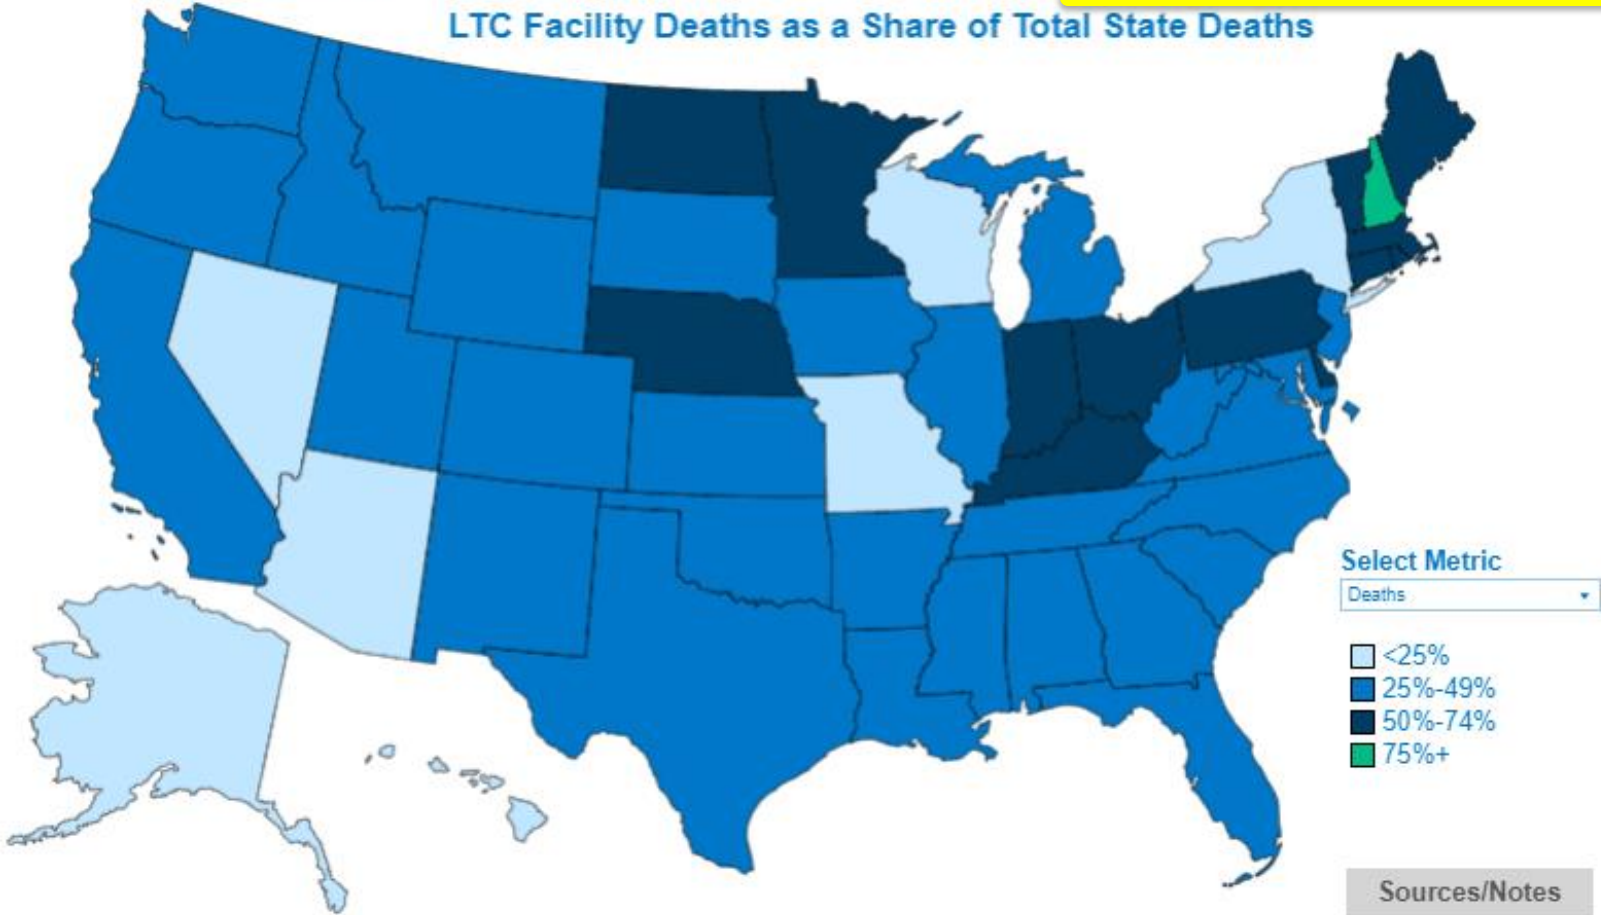 LTC Facility Deaths as a Share of Total State Deaths
Select Metric
Deaths
<25%
25%-49%
50%-74%
75%+
Sources/Notes